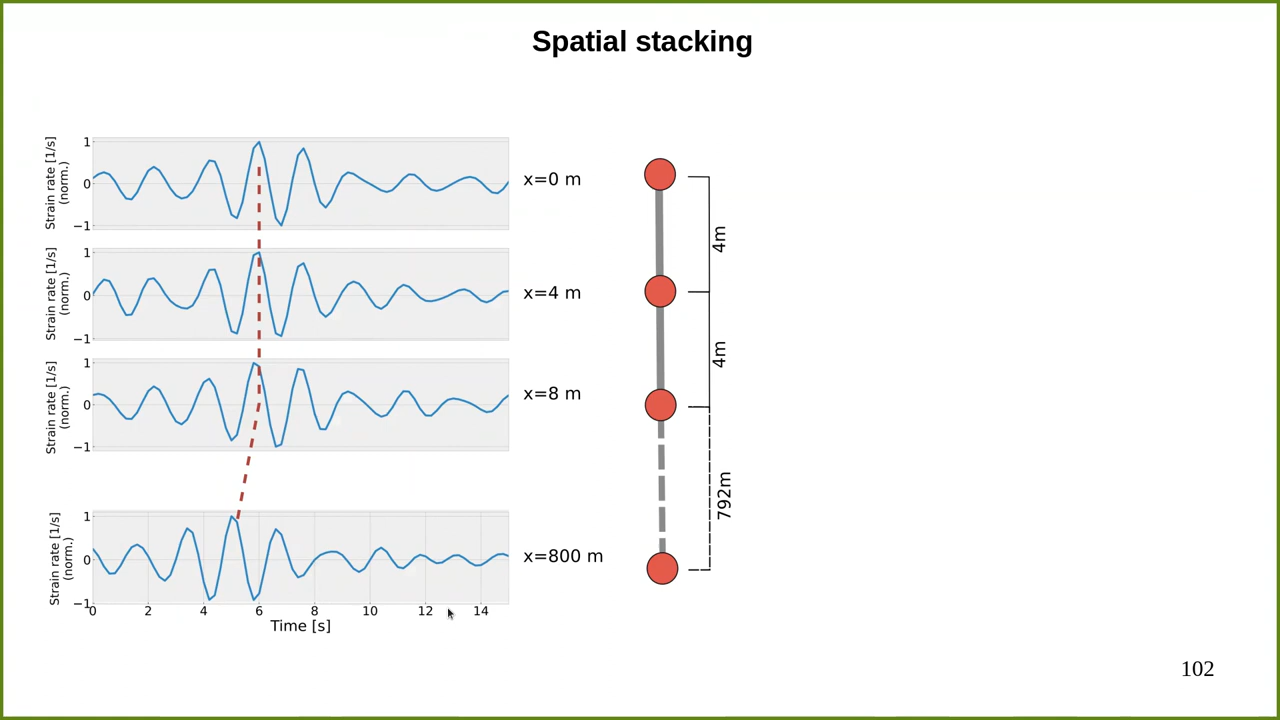 Spatial stacking
Strain rate [1/s]
(norm.)
1
0
−1
x=0 m
Strain rate [1/s]
(norm.)
1
0
−1
x=4 m
Strain rate [1/s]
(norm.)
1
0
−1
x=8 m
Strain rate [1/s]
(norm.)
1
0
−1
x=800 m
0 2 4 6 8 10 12 14
Time [s]
4m
4m
792m
102